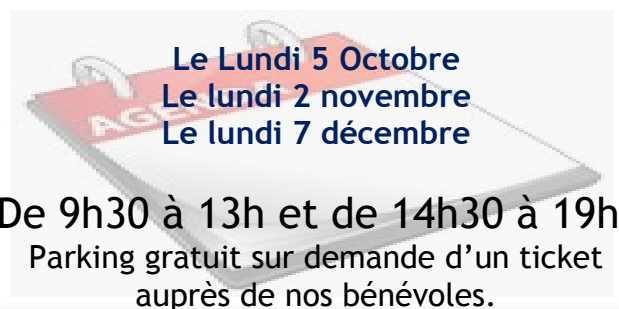 Le Lundi 5 Octobre
Le lundi 2 novembre
Le lundi 7 décembre
AGENDA
De 9h30 à 13h et de 14h30 à 19h
Parking gratuit sur demande d’un ticket
auprès de nos bénévoles.